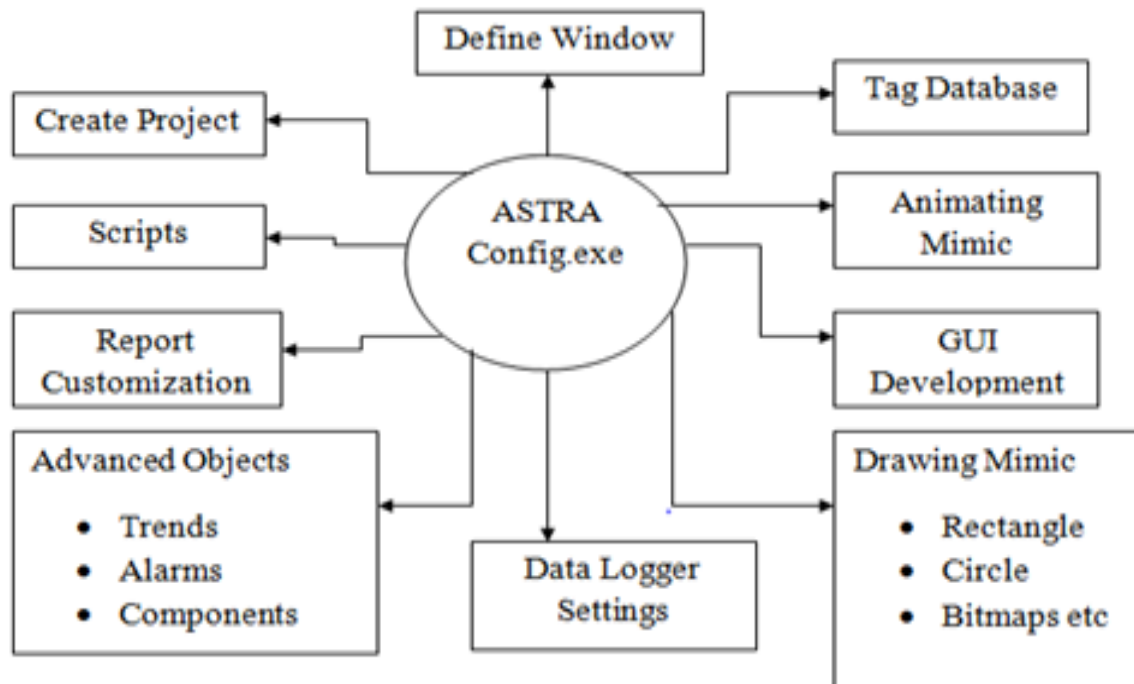 Define Window
Tag Database
Create Project
ASTRA
Config.exe
Animating
Mimic
Scripts
Report
Customization
GUI
Development
Advanced Objects
• Trends
• Alarms
• Components
Data Logger
Settings
Drawing Mimic
• Rectangle
• Circle
• Bitmaps etc